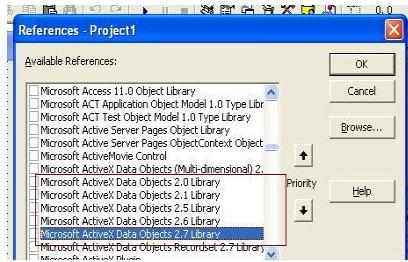 0, 0
References - Project1
Available References:
OK
Microsoft Access 11.0 Object Library
Cancel
Microsoft ACT Application Object Model 1.0 Type Libr
Microsoft ACT Test Object Model 1.0 Type Library
Microsoft Active Server Pages Object Library
Browse...
Microsoft Active Server Pages ObjectContext Object
Microsoft ActiveMovie Control
Microsoft ActiveX Data Objects (Multi-dimensional) 2.
Microsoft ActiveX Data Objects 2.0 Library
Priority
Microsoft ActiveX Data Objects 2.1 Library
Help
Microsoft ActiveX Data Objects 2.5 Library
Microsoft ActiveX Data Objects 2.6 Library
Microsoft ActiveX Data Objects 2.7 Library
Microsoft ActiveX Data Objects Recordset 2.7 Library
Microsoft ActiveX Plugin